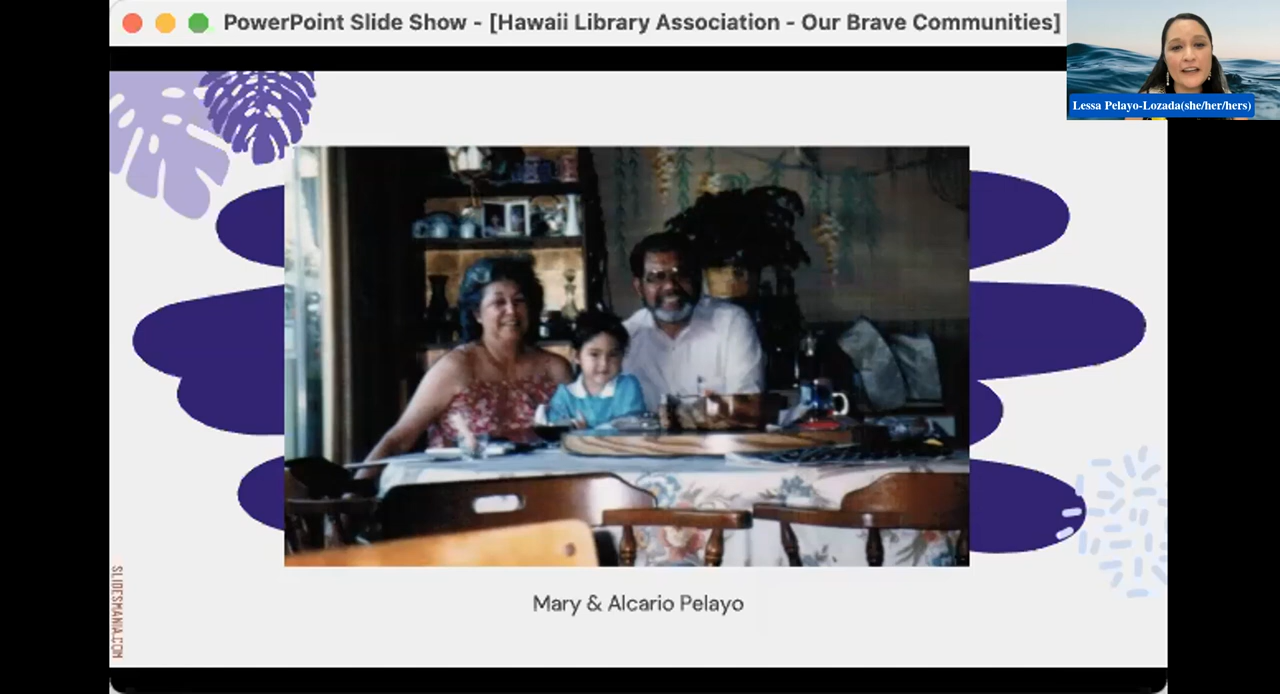 PowerPoint Slide Show - [Hawaii Library Association - Our Brave Communities]
Lessa Pelayo-Lozada(she/her/hers)
Mary & Alcario Pelayo
SLIDESMANIA.COM